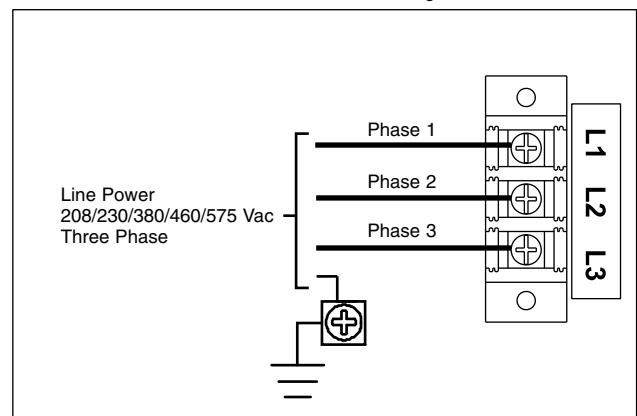 Phase 1
Phase 2
Phase 3
Line Power
208/230/380/460/575 Vac
Three Phase
L1
L2
L3